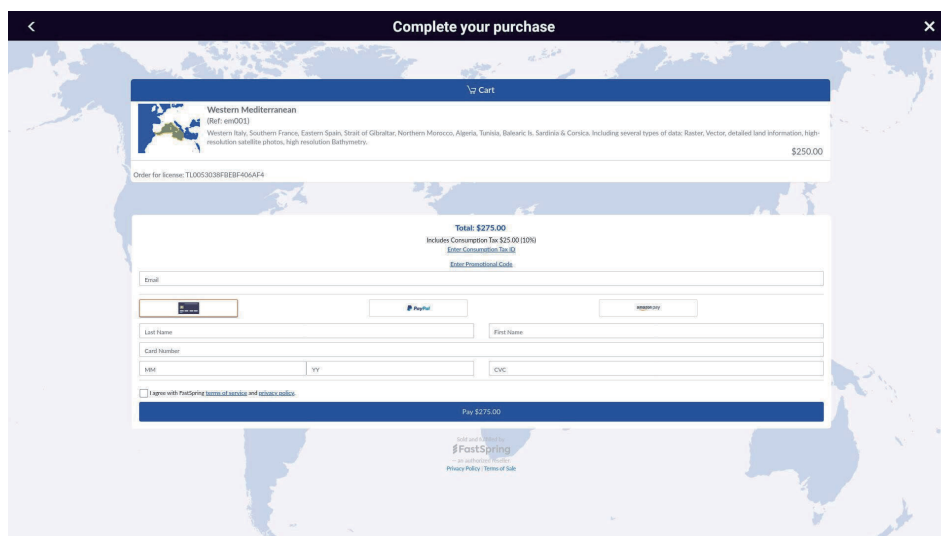 Complete your purchase
Cart
Western Mediterranean
(Ref: em001)
Western Italy, Southern France, Eastern Spain, Strait of Gibraltar, Northern Morocco, Algeria, Tunisia, Balearic Is. Sardinia & Corsica. Including several types of data: Raster, Vector, detailed land information, high-
resolution satellite photos, high resolution Bathymetry.
$250.00
Order for license: TL0053038FBEBF406AF4
Total: $275.00
Includes Consumption Tax $25.00 (10%)
Enter Consumption Tax ID
Enter Promotional Code
Email
PayPal
amazon pay
Last Name
First Name
Card Number
MM
YY
CVC
I agree with FastSpring terms of service and privacy policy.
Pay $275.00
Sold and fulfilled by
FastSpring
— an authorized reseller
Privacy Policy | Terms of Sale